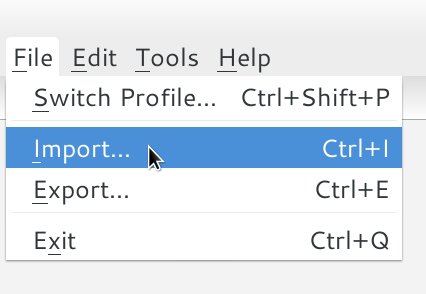 File Edit Tools Help
Switch Profile... Ctrl+Shift+P
Import... Ctrl+I
Export... Ctrl+E
Exit Ctrl+Q